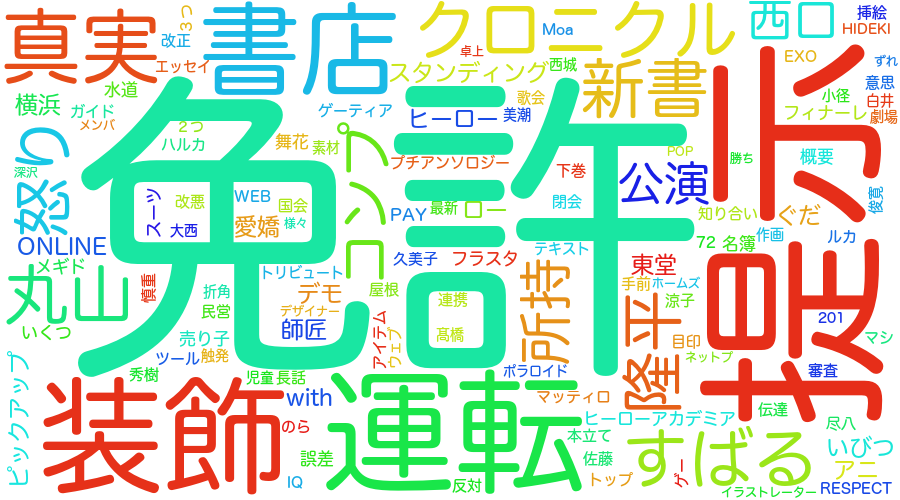 真実
書店
クロニクル
西口
挿絵
HIDEKI
３つ
改正
Moa
卓上
エッセイ
スタンディング
西城
EXO
ずれ
水道
新書
意思
横浜
ガイド
ゲーティア
歌会
小径
白井
メンバ
ヒーロー
美潮
フィナーレ
劇場
２つ
ハルカ
舞花
素材
コンプ
POP
怒り
プチアンソロジー
勝ち
概要
深沢
下巻
公演
免許
提示
スーツ
改悪
WEB
国会
閉会
俊寛
大西
愛嬌
様々
PAY
最新
ロー
知り合い
ぐだ
ONLINE
72
名簿
作画
ルカ
久美子
フラスタ
テキスト
メギド
トリビュート
東堂
丸山
慎重
折角
デモ
屋根
連携
所持
手前
ホームズ
涼子
民営
デザイナー
201
いくつ
売り子
師匠
アイテム
ウェブ
髙橋
隆平
目印
マシ
ツール
触発
ネットプ
ピックアップ
秀樹
児童
長話
ポラロイド
審査
装飾
運転
with
マッティロ
伝達
のら
ヒーローアカデミア
尽八
本立て
すばる
いびつ
誤差
佐藤
アニ
IQ
反対
トップ
ゲー
イラストレーター
RESPECT